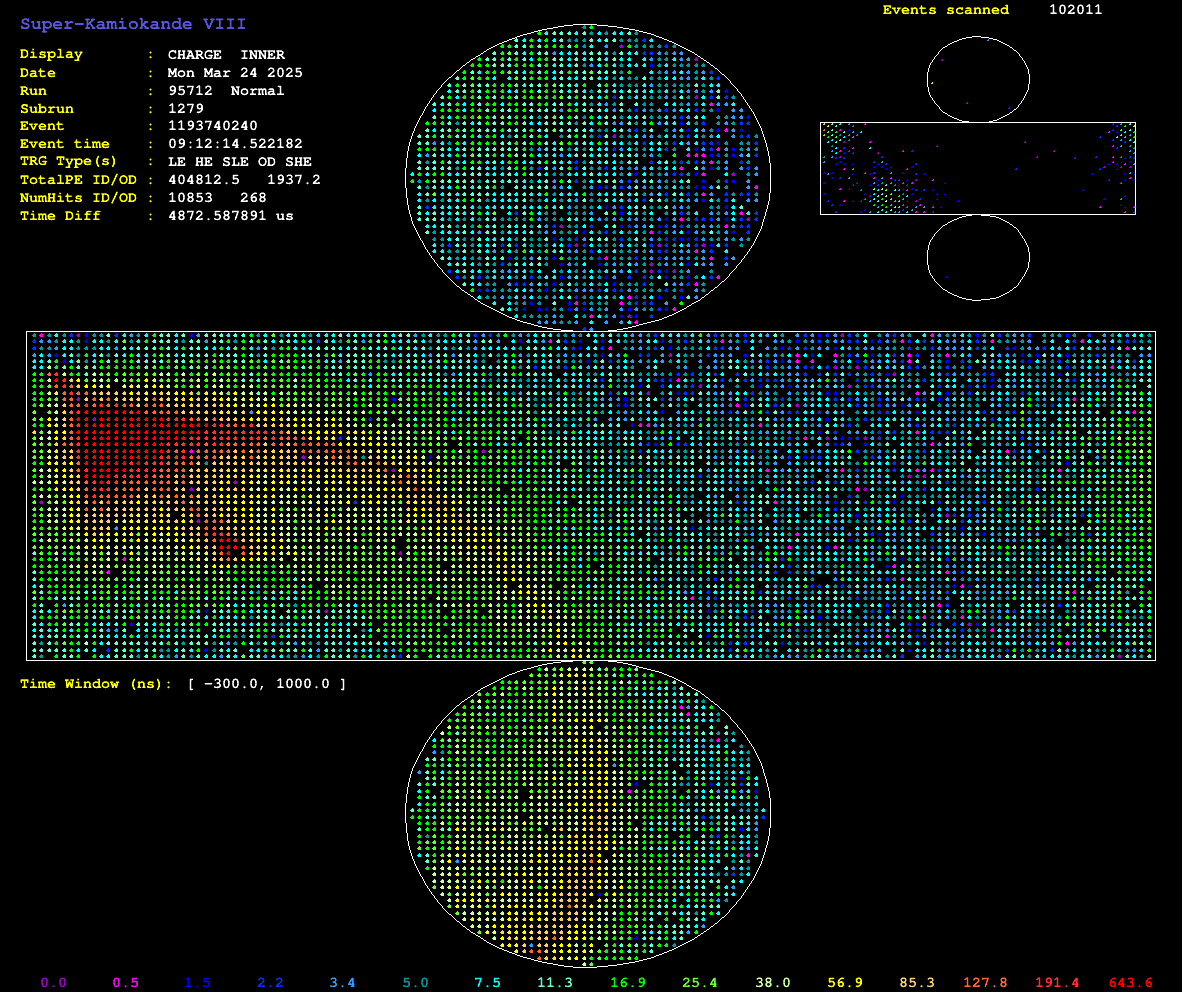 Super-Kamiokande VIII
Events scanned 102011
Display : CHARGE INNER
Date : Mon Mar 24 2025
Run : 95712 Normal
Subrun : 1279
Event : 1193740240
Event time : 09:12:14.522182
TRG Type(s) : LE HE SLE OD SHE
TotalPE ID/OD : 404812.5 1937.2
NumHits ID/OD : 10853 268
Time Diff : 4872.587891 us
Time Window (ns): [ -300.0, 1000.0 ]
0.0 0.5 1.5 2.2 3.4 5.0 7.5 11.3 16.9 25.4 38.0 56.9 85.3 127.8 191.4 643.6